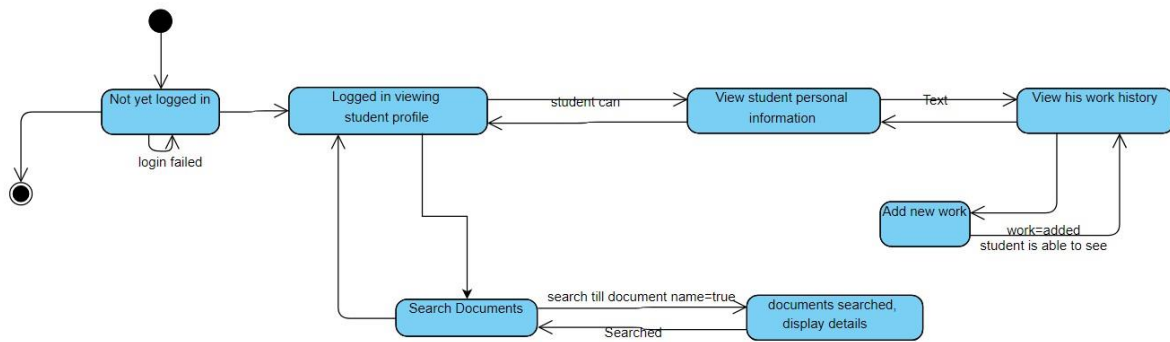 Not yet logged in
login failed
Logged in viewing
student profile
student can
View student personal
information
Text
View his work history
Add new work
work=added
student is able to see
Search Documents
search till document name=true
Searched
documents searched,
display details